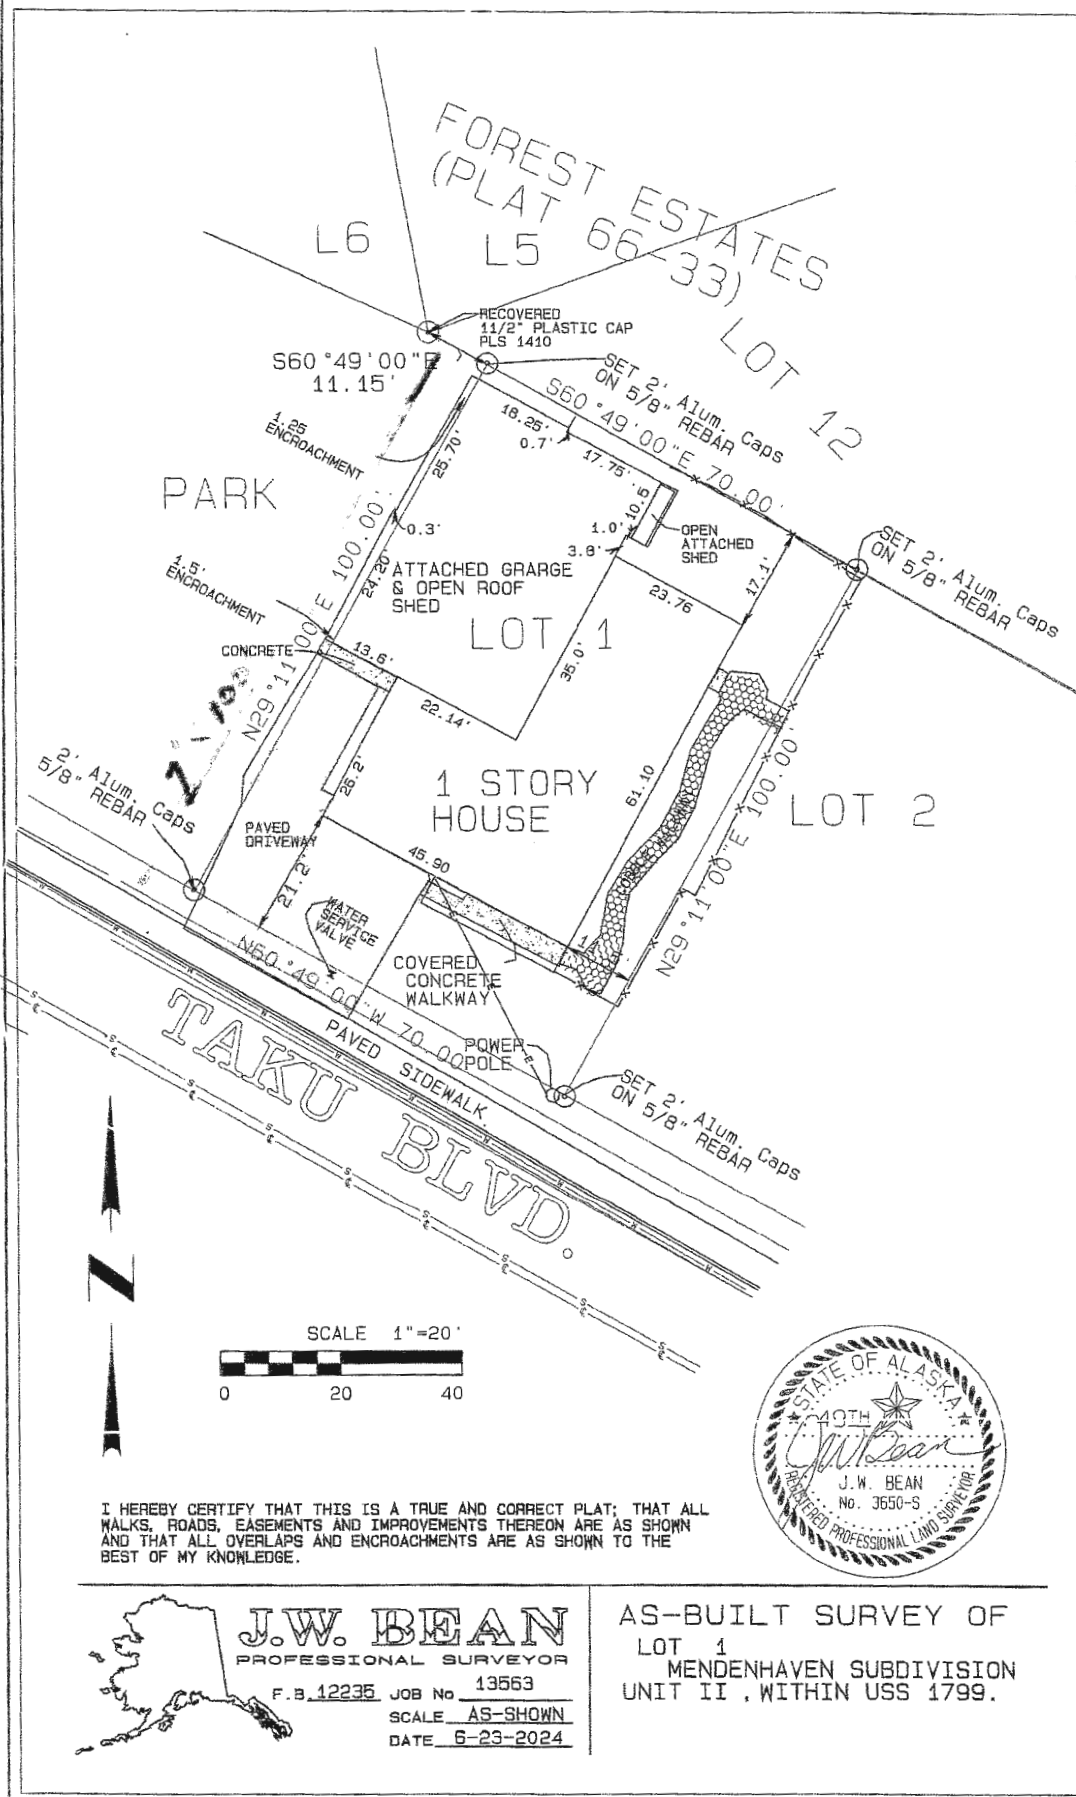 FOREST ESTATES
(PLAT 66-33)
L6
L5
LOT 12
RECOVERED
11/2" PLASTIC CAP
PLS 1410
S60°49'00"E
11.15'
SET 2' Alum. Caps
ON 5/8" REBAR
S60°49'00"E 70.00'
1.25
ENCROACHMENT
25.70'
0.7'
17.75'
PARK
0.3'
10.5
1.0'
3.8'
OPEN
ATTACHED
SHED
SET 2' Alum. Caps
ON 5/8" REBAR
17.1'
1.5'
ENCROACHMENT
24.20'
ATTACHED GRARGE
& OPEN ROOF
SHED
23.76
LOT 1
CONCRETE
13.6'
35.0'
N29°11'00"E 100.00'
22.14'
2' Alum. Caps
5/8" REBAR
25.2'
1 STORY
HOUSE
61.10
LOT 2
PAVED
DRIVEWAY
45.90
N29°11'00"E 100.00'
21.2'
WATER
SERVICE
VALVE
COVERED
CONCRETE
WALKWAY
N60°49'00"W 70.00
PAVED SIDEWALK
POWER
POLE
SET 2' Alum. Caps
ON 5/8" REBAR
TAKU BLVD.
N
SCALE 1"=20'
0 20 40
STATE OF ALASKA
49TH
JW Bean
J.W. BEAN
No. 3650-S
REGISTERED PROFESSIONAL LAND SURVEYOR
I HEREBY CERTIFY THAT THIS IS A TRUE AND CORRECT PLAT; THAT ALL
WALKS, ROADS, EASEMENTS AND IMPROVEMENTS THEREON ARE AS SHOWN
AND THAT ALL OVERLAPS AND ENCROACHMENTS ARE AS SHOWN TO THE
BEST OF MY KNOWLEDGE.
J.W. BEAN
PROFESSIONAL SURVEYOR
F.B. 12235 JOB No 13563
SCALE AS-SHOWN
DATE 6-23-2024
AS-BUILT SURVEY OF
LOT 1
MENDENHAVEN SUBDIVISION
UNIT II , WITHIN USS 1799.